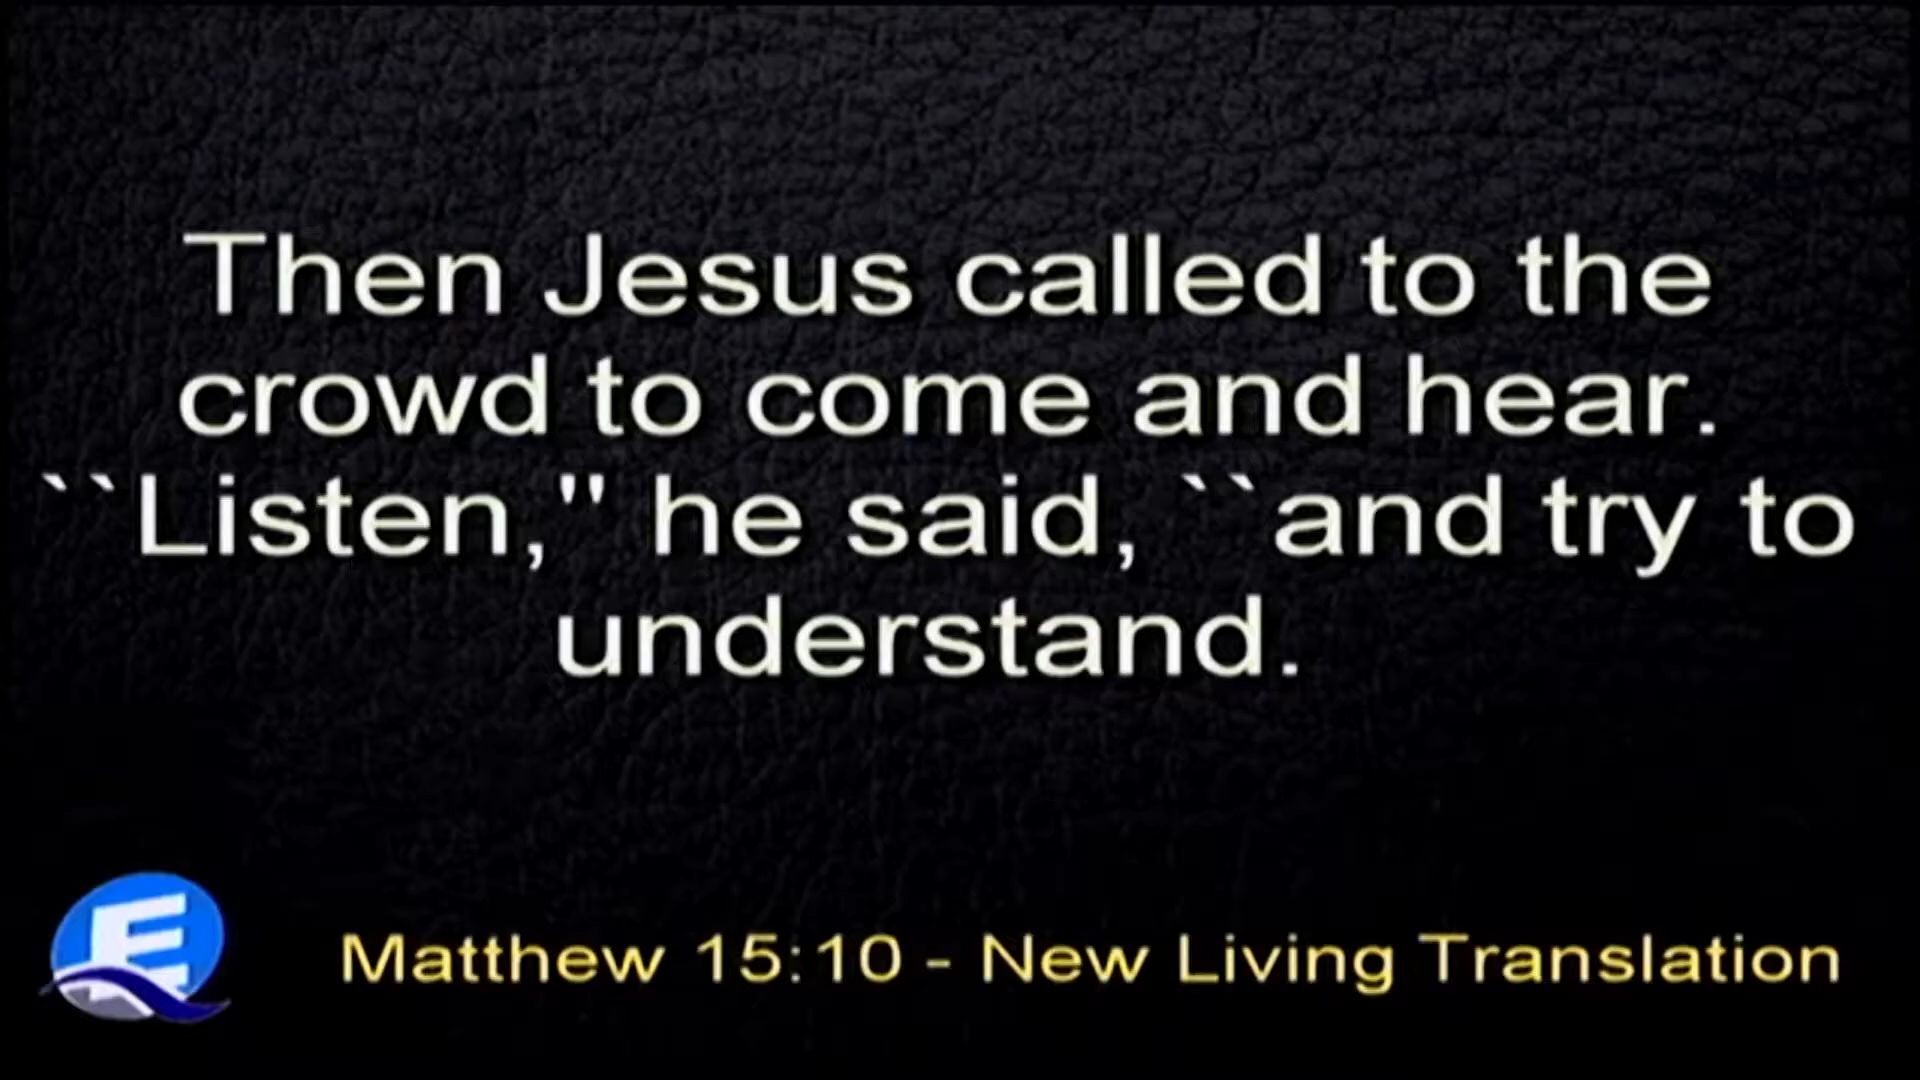 Then Jesus called to the
crowd to come and hear.
``Listen,'' he said, ``and try to
understand.
E
Matthew 15:10 - New Living Translation